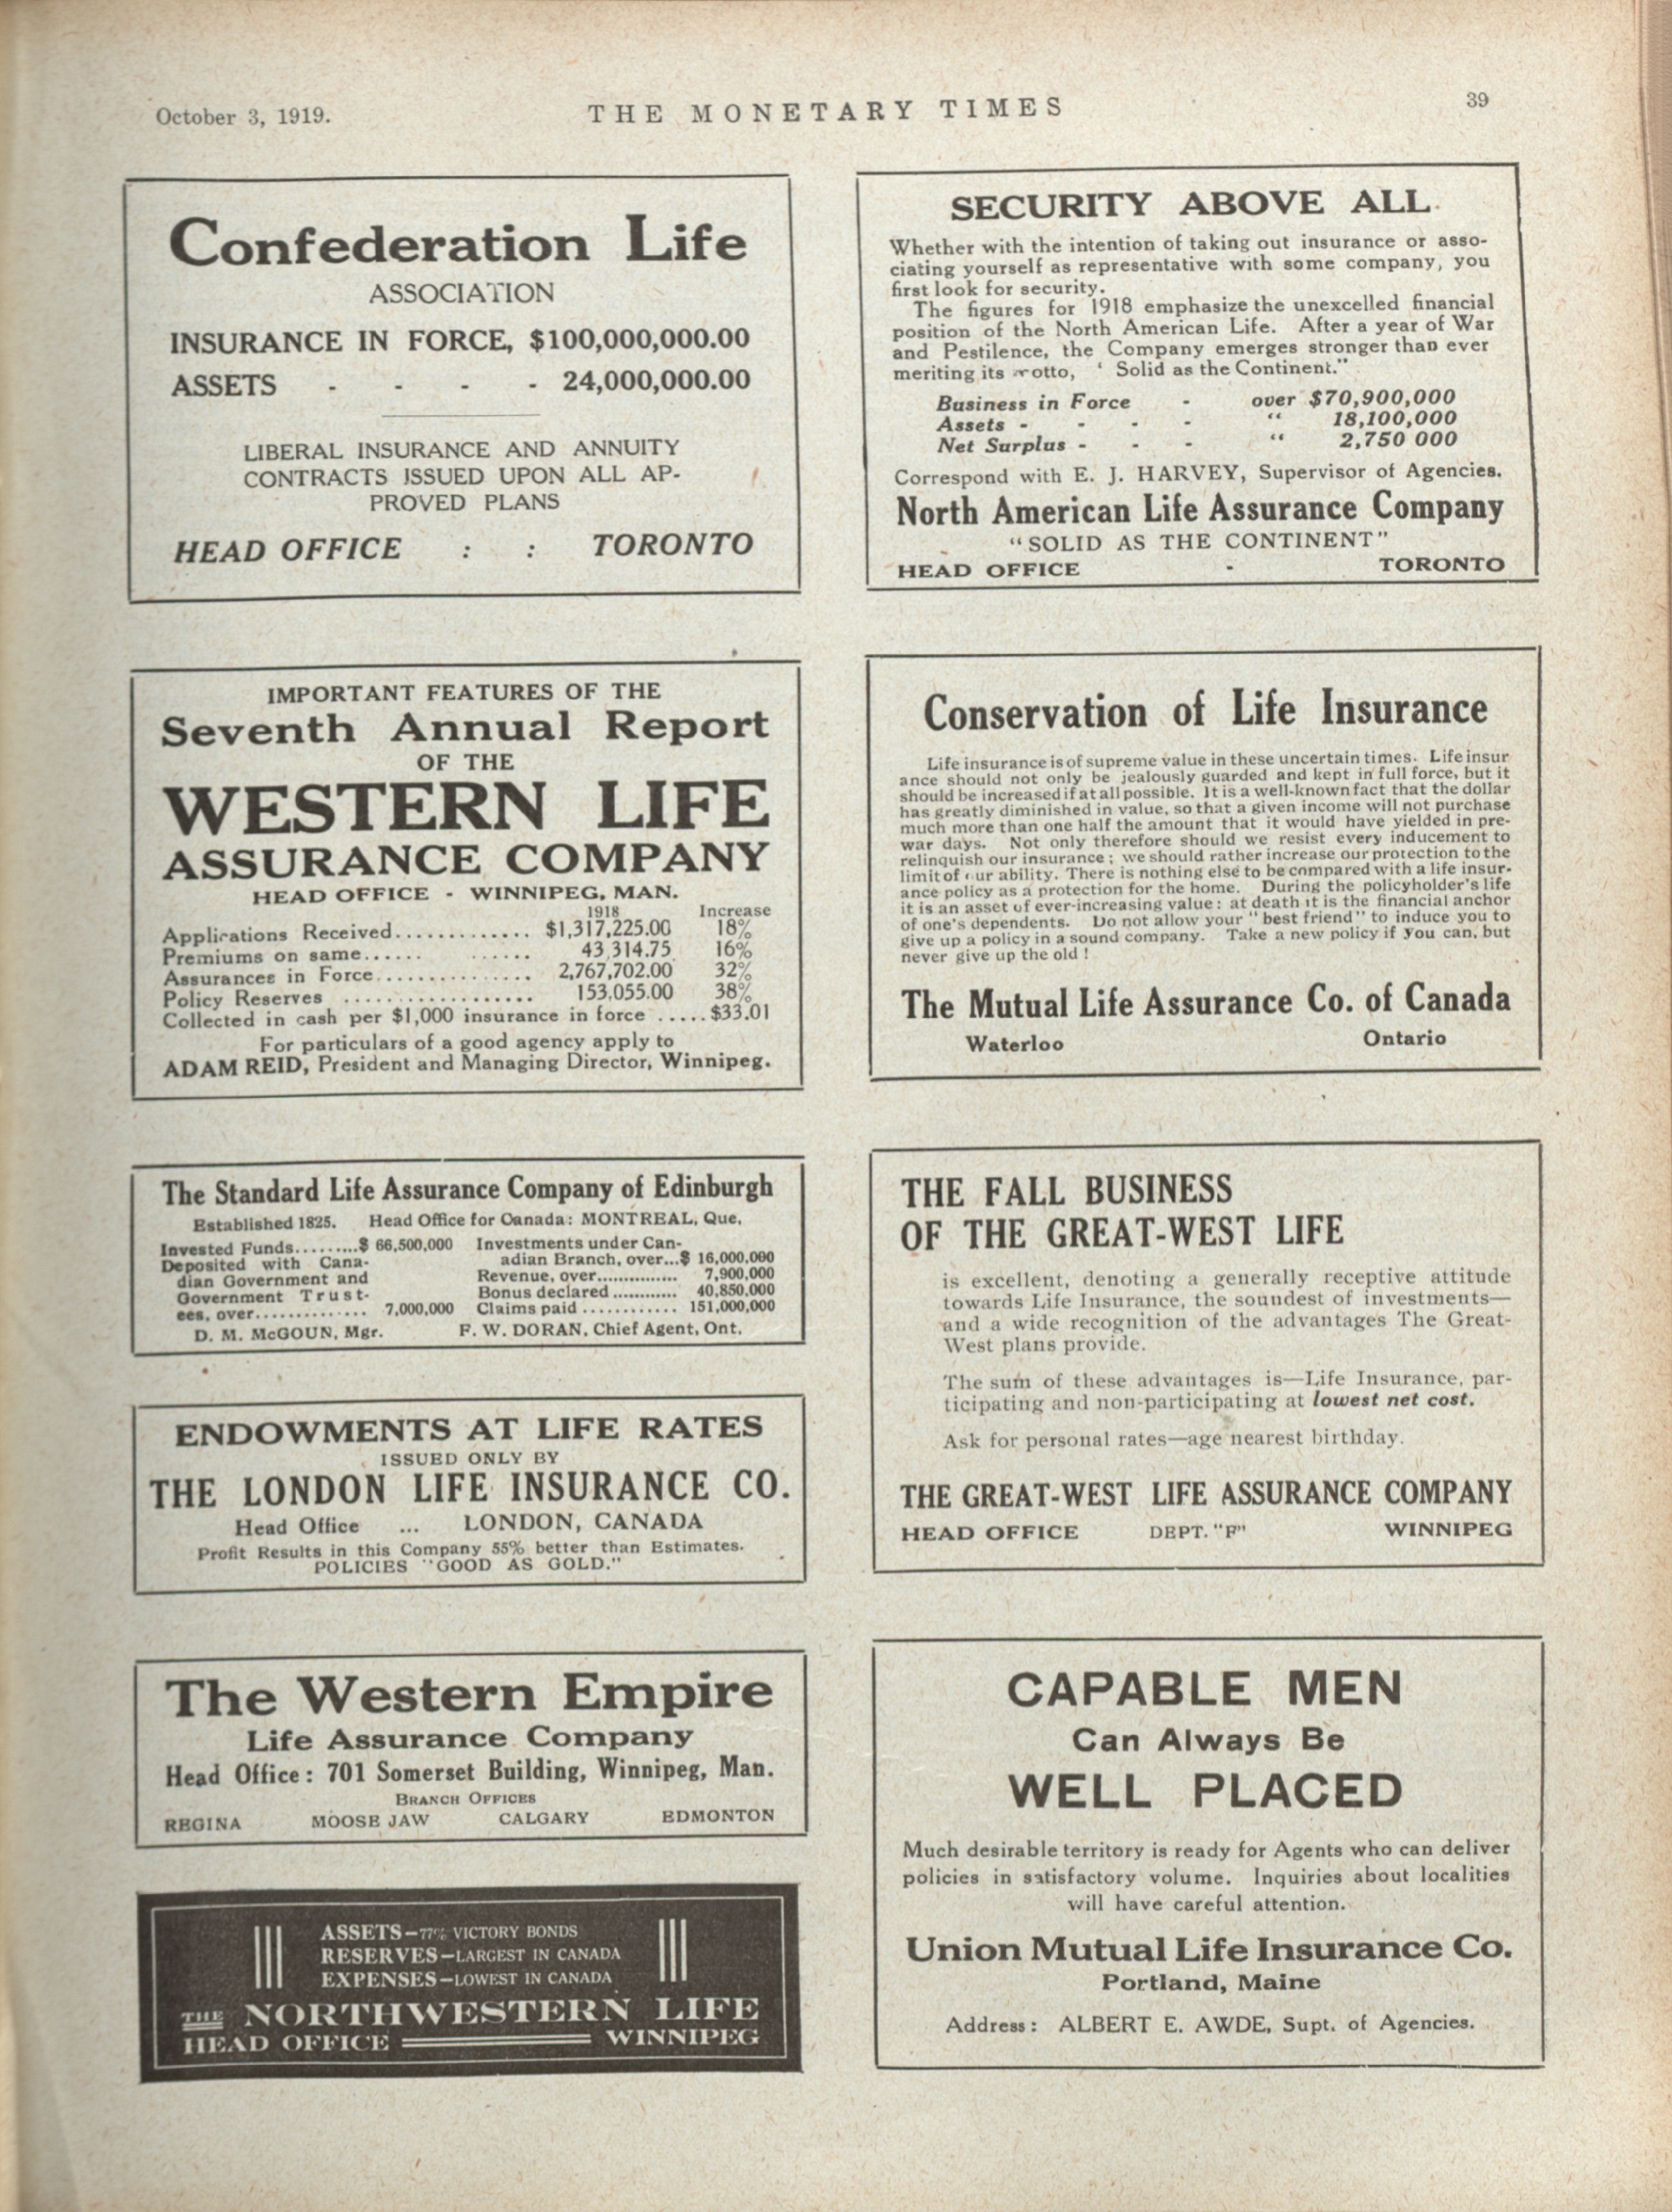 October 3, 1919.
THE MONETARY TIMES
39
Confederation Life
ASSOCIATION
INSURANCE IN FORCE, $100,000,000.00
ASSETS - - - - 24,000,000.00
LIBERAL INSURANCE AND ANNUITY
CONTRACTS ISSUED UPON ALL AP-
PROVED PLANS
HEAD OFFICE : : TORONTO
IMPORTANT FEATURES OF THE
Seventh Annual Report
OF THE
WESTERN LIFE
ASSURANCE COMPANY
HEAD OFFICE - WINNIPEG, MAN.
1918 Increase
Applications Received............. $1,317,225.00 18%
Premiums on same...... ...... 43,314.75 16%
Assurances in Force............... 2,767,702.00 32%
Policy Reserves .................. 153,055.00 38%
Collected in cash per $1,000 insurance in force .....$33.01
For particulars of a good agency apply to
ADAM REID, President and Managing Director, Winnipeg.
The Standard Life Assurance Company of Edinburgh
Established 1825. Head Office for Canada: MONTREAL, Que.
Invested Funds.........$ 66,500,000
Deposited with Cana-
dian Government and
Government Trust-
ees, over............. 7,000,000
Investments under Can-
adian Branch, over...$ 16,000,000
Revenue, over............... 7,900,000
Bonus declared ............ 40,850,000
Claims paid ............ 151,000,000
D. M. McGOUN, Mgr. F. W. DORAN, Chief Agent, Ont.
ENDOWMENTS AT LIFE RATES
ISSUED ONLY BY
THE LONDON LIFE INSURANCE CO.
Head Office ... LONDON, CANADA
Profit Results in this Company 55% better than Estimates.
POLICIES "GOOD AS GOLD."
The Western Empire
Life Assurance Company
Head Office: 701 Somerset Building, Winnipeg, Man.
BRANCH OFFICES
REGINA MOOSE JAW CALGARY EDMONTON
ASSETS—77% VICTORY BONDS
RESERVES—LARGEST IN CANADA
EXPENSES—LOWEST IN CANADA
THE NORTHWESTERN LIFE
HEAD OFFICE WINNIPEG
SECURITY ABOVE ALL
Whether with the intention of taking out insurance or asso-
ciating yourself as representative with some company, you
first look for security.
The figures for 1918 emphasize the unexcelled financial
position of the North American Life. After a year of War
and Pestilence, the Company emerges stronger than ever
meriting its rotto, ' Solid as the Continent."
Business in Force - over $70,900,000
Assets - - - - " 18,100,000
Net Surplus - - - " 2,750 000
Correspond with E. J. HARVEY, Supervisor of Agencies.
North American Life Assurance Company
"SOLID AS THE CONTINENT"
HEAD OFFICE - TORONTO
Conservation of Life Insurance
Life insurance is of supreme value in these uncertain times. Life insur
ance should not only be jealously guarded and kept in full force, but it
should be increased if at all possible. It is a well-known fact that the dollar
has greatly diminished in value, so that a given income will not purchase
much more than one half the amount that it would have yielded in pre-
war days. Not only therefore should we resist every inducement to
relinquish our insurance; we should rather increase our protection to the
limit of our ability. There is nothing else to be compared with a life insur-
ance policy as a protection for the home. During the policyholder's life
it is an asset of ever-increasing value: at death it is the financial anchor
of one's dependents. Do not allow your "best friend" to induce you to
give up a policy in a sound company. Take a new policy if you can, but
never give up the old!
The Mutual Life Assurance Co. of Canada
Waterloo Ontario
THE FALL BUSINESS
OF THE GREAT-WEST LIFE
is excellent, denoting a generally receptive attitude
towards Life Insurance, the soundest of investments—
and a wide recognition of the advantages The Great-
West plans provide.
The sum of these advantages is—Life Insurance, par-
ticipating and non-participating at lowest net cost.
Ask for personal rates—age nearest birthday.
THE GREAT-WEST LIFE ASSURANCE COMPANY
HEAD OFFICE DEPT. "F" WINNIPEG
CAPABLE MEN
Can Always Be
WELL PLACED
Much desirable territory is ready for Agents who can deliver
policies in satisfactory volume. Inquiries about localities
will have careful attention.
Union Mutual Life Insurance Co.
Portland, Maine
Address: ALBERT E. AWDE, Supt. of Agencies.